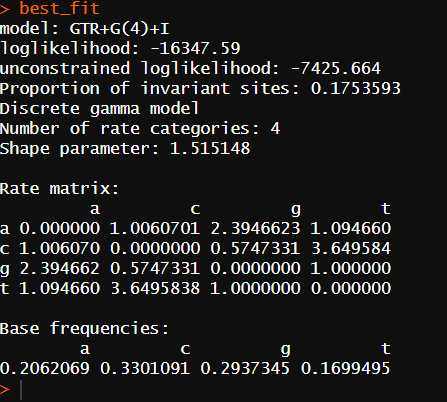 > best_fit
model: GTR+G(4)+I
loglikelihood: -16347.59
unconstrained loglikelihood: -7425.664
Proportion of invariant sites: 0.1753593
Discrete gamma model
Number of rate categories: 4
Shape parameter: 1.515148
Rate matrix:
a c g t
a 0.000000 1.0060701 2.3946623 1.094660
c 1.006070 0.0000000 0.5747331 3.649584
g 2.394662 0.5747331 0.0000000 1.000000
t 1.094660 3.6495838 1.0000000 0.000000
Base frequencies:
a c g t
0.2062069 0.3301091 0.2937345 0.1699495
>